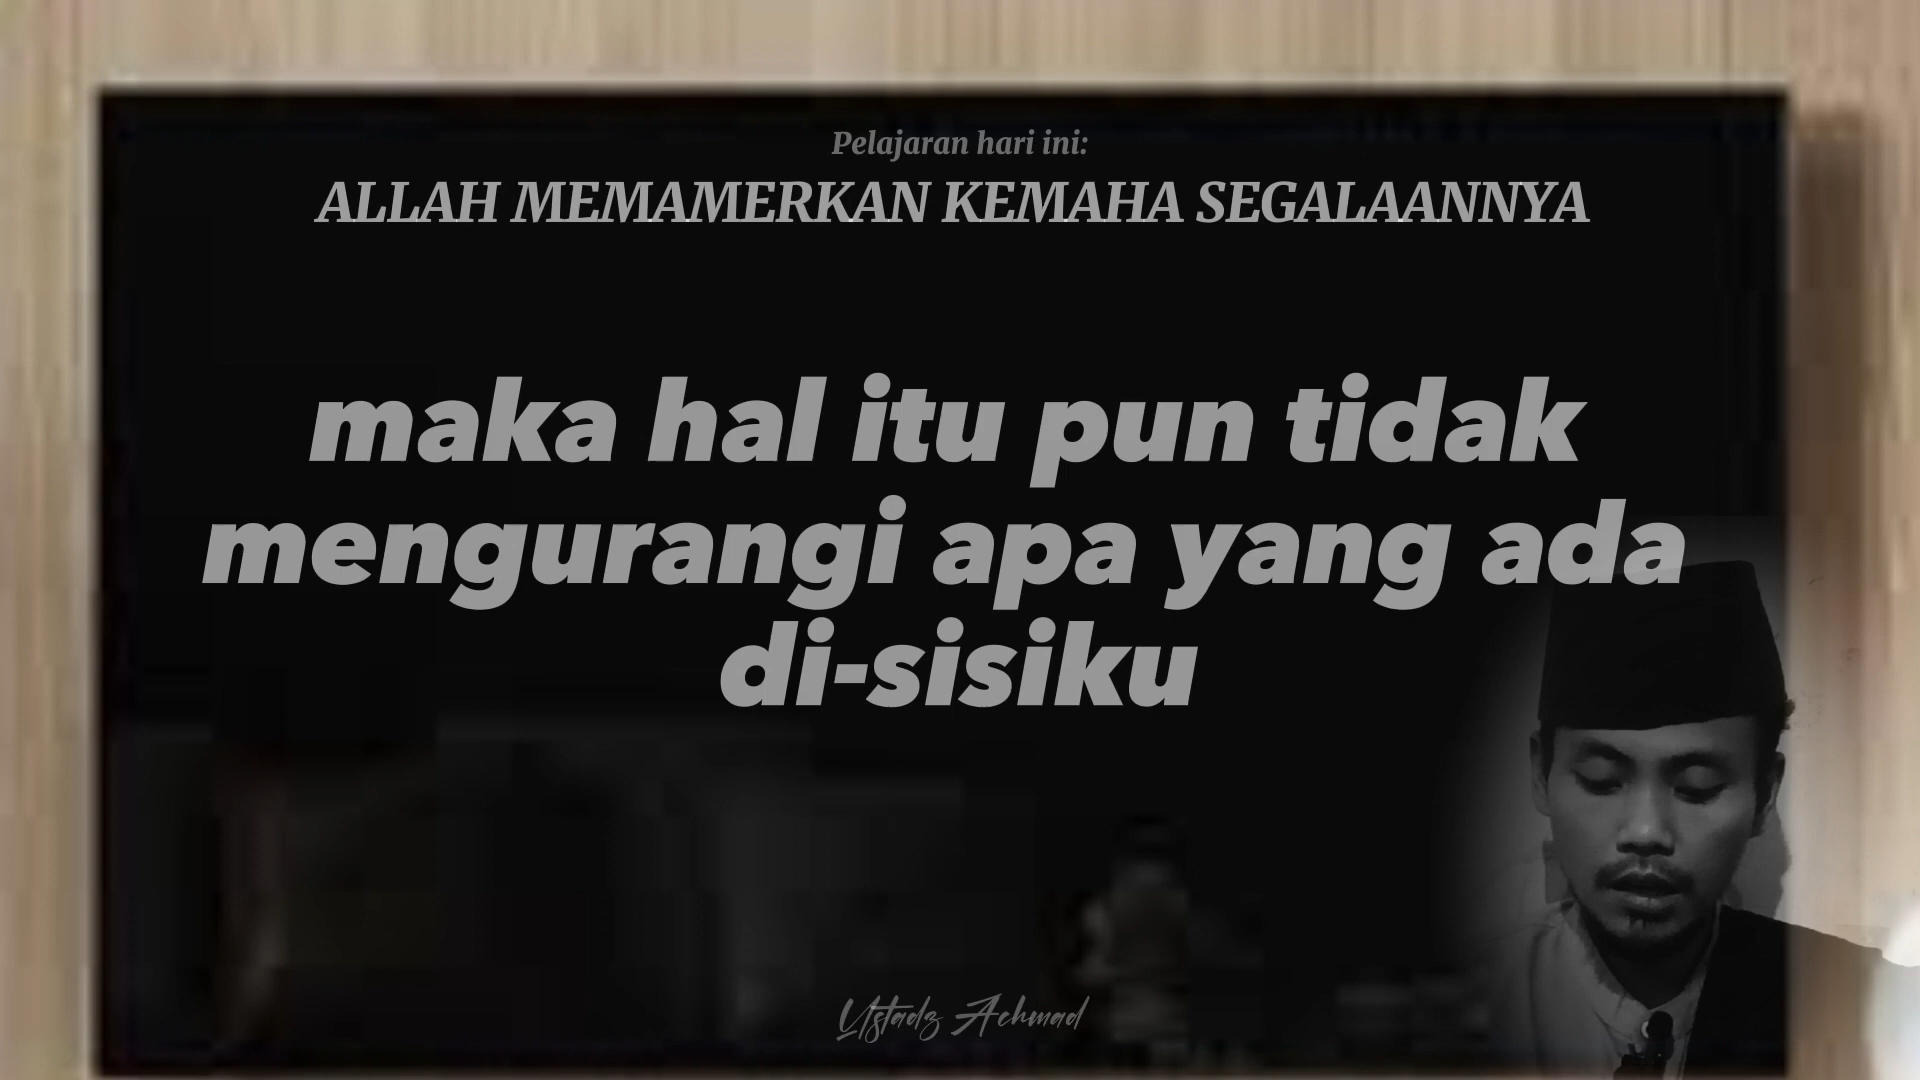 Pelajaran hari ini:
ALLAH MEMAMERKAN KEMAHA SEGALAANNYA
maka hal itu pun tidak
mengurangi apa yang ada
di-sisiku
Ustadz Achmad